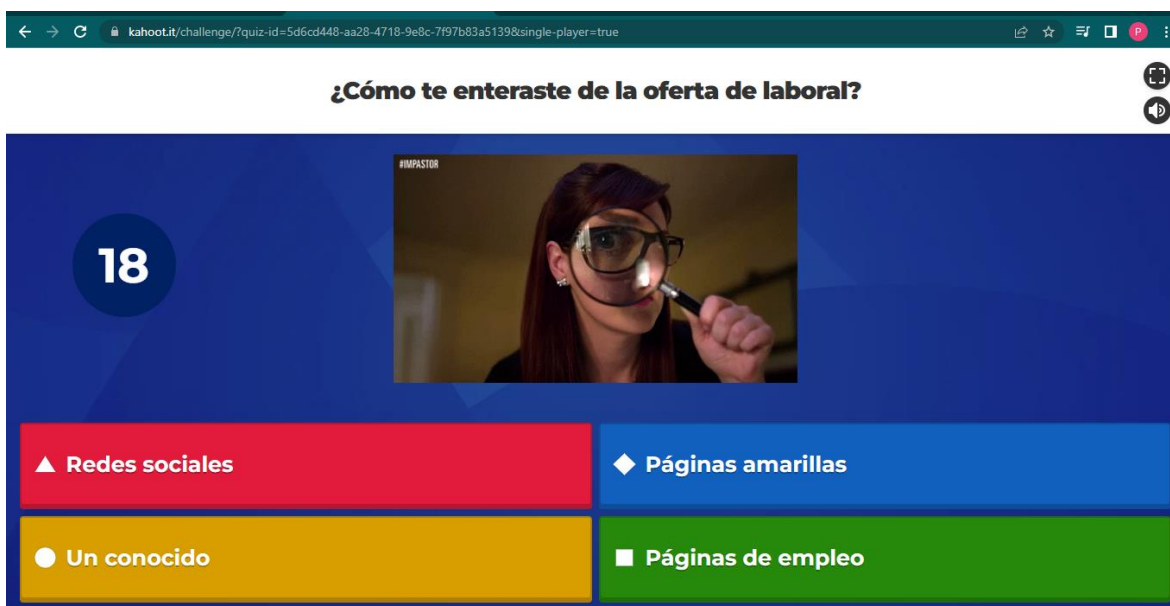 kahoot.it/challenge/?quiz-id=5d6cd448-aa28-4718-9e8c-7f97b83a5139&single-player=true
P
¿Cómo te enteraste de la oferta de laboral?
#IMPASTOR
18
Redes sociales
Páginas amarillas
Un conocido
Páginas de empleo